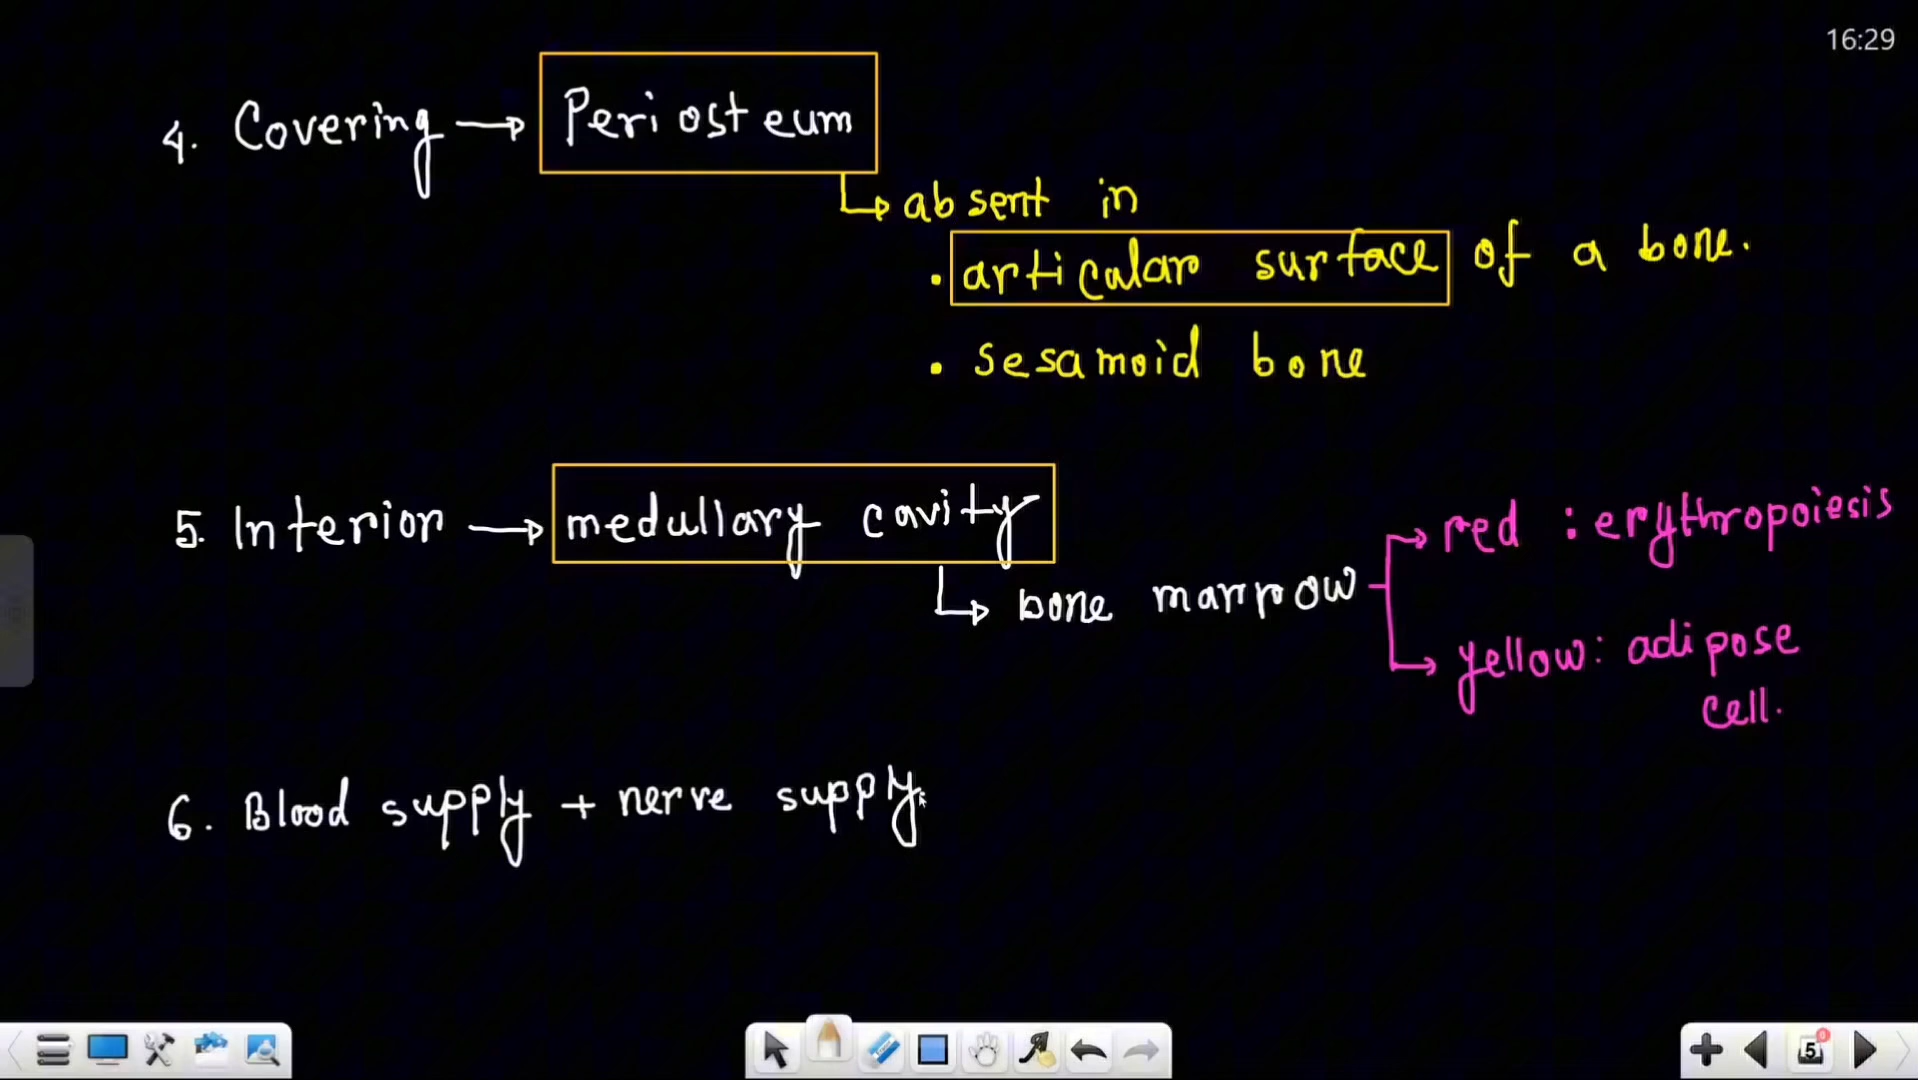 16:29
4. Covering → Periosteum
↳ absent in
• articular surface of a bone.
• sesamoid bone
5. Interior → medullary cavity
↳ bone marrow
→ red : erythropoiesis
→ yellow : adipose
cell.
6. Blood supply + nerve supply
5